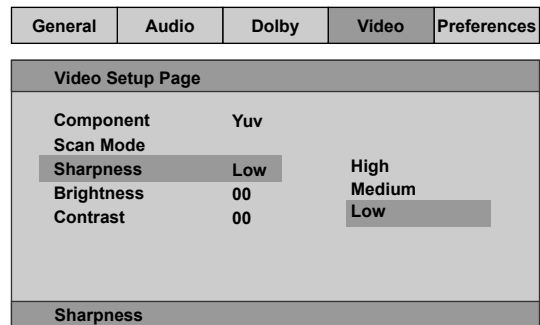 General Audio Dolby Video Preferences
Video Setup Page
Component Yuv
Scan Mode
Sharpness Low High
Brightness 00 Medium
Contrast 00 Low
Sharpness